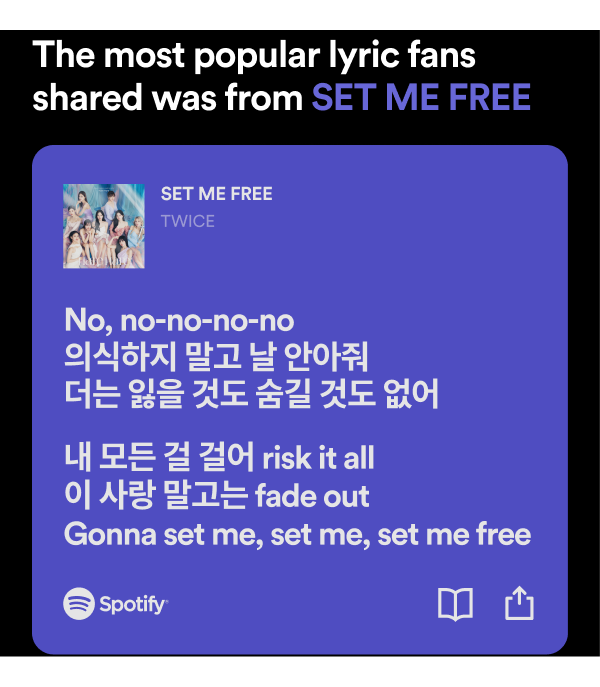 The most popular lyric fans
shared was from SET ME FREE
SET ME FREE
TWICE
No, no-no-no-no
의식하지 말고 날 안아줘
더는 잃을 것도 숨길 것도 없어
내 모든 걸 걸어 risk it all
이 사랑 말고는 fade out
Gonna set me, set me, set me free
Spotify